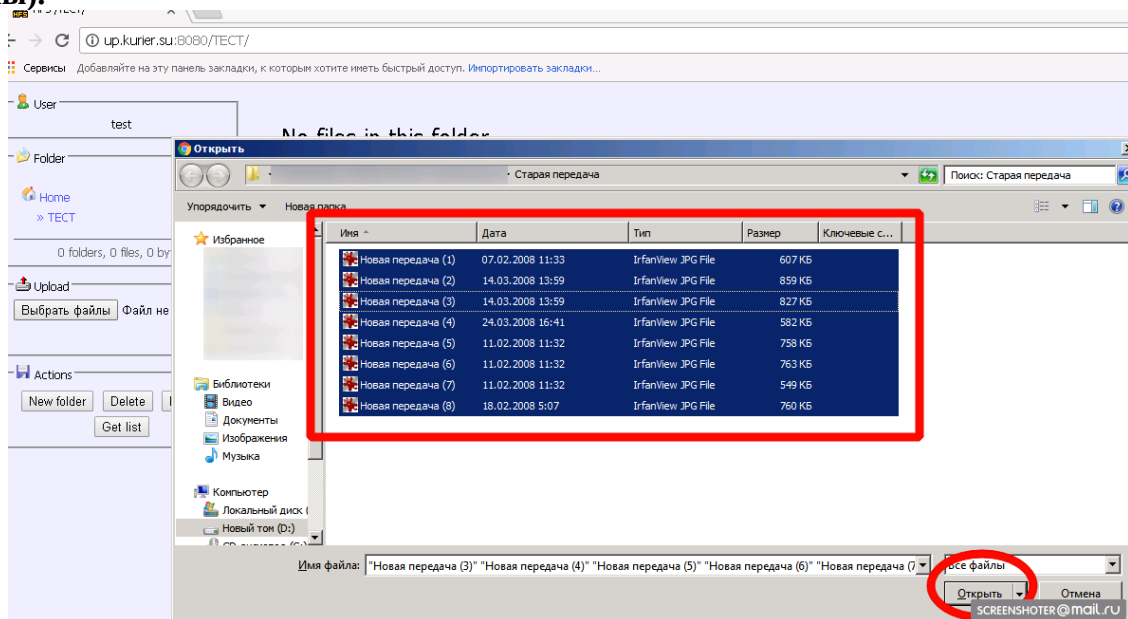 HFS /ТЕСТ/
up.kurier.su:8080/ТЕСТ/
Сервисы Добавляйте на эту панель закладки, к которым хотите иметь быстрый доступ. Импортировать закладки...
User
test
Folder
Home
» ТЕСТ
0 folders, 0 files, 0 by
Upload
Выбрать файлы Файл не
Actions
New folder Delete
Get list
No files in this folder
Открыть
Старая передача
Поиск: Старая передача
Упорядочить Новая папка
Избранное
Библиотеки
Видео
Документы
Изображения
Музыка
Компьютер
Локальный диск (
Новый том (D:)
Имя Дата Тип Размер Ключевые с...
Новая передача (1) 07.02.2008 11:33 IrfanView JPG File 607 КБ
Новая передача (2) 14.03.2008 13:59 IrfanView JPG File 859 КБ
Новая передача (3) 14.03.2008 13:59 IrfanView JPG File 827 КБ
Новая передача (4) 24.03.2008 16:41 IrfanView JPG File 582 КБ
Новая передача (5) 11.02.2008 11:32 IrfanView JPG File 758 КБ
Новая передача (6) 11.02.2008 11:32 IrfanView JPG File 763 КБ
Новая передача (7) 11.02.2008 11:32 IrfanView JPG File 549 КБ
Новая передача (8) 18.02.2008 5:07 IrfanView JPG File 760 КБ
Имя файла: "Новая передача (3)" "Новая передача (4)" "Новая передача (5)" "Новая передача (6)" "Новая передача (7
Все файлы
Открыть Отмена
SCREENSHOTER@mail.ru